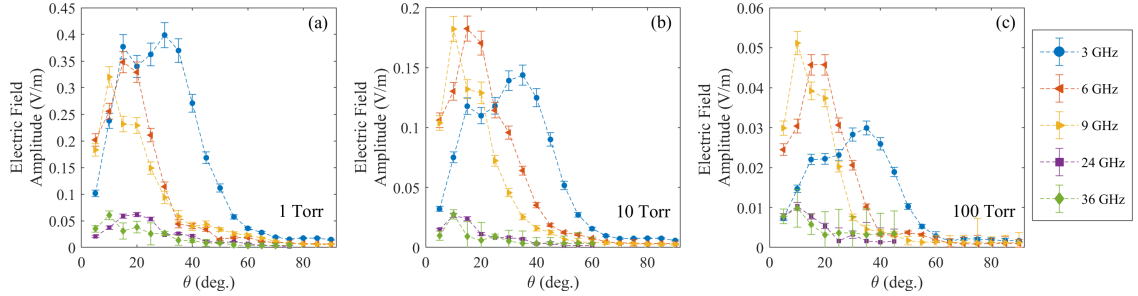 (a)
Electric Field
Amplitude (V/m)
0.45
0.4
0.35
0.3
0.25
0.2
0.15
0.1
0.05
0
1 Torr
0 20 40 60 80
θ (deg.)
(b)
Electric Field
Amplitude (V/m)
0.2
0.15
0.1
0.05
0
10 Torr
0 20 40 60 80
θ (deg.)
(c)
Electric Field
Amplitude (V/m)
0.06
0.05
0.04
0.03
0.02
0.01
0
100 Torr
0 20 40 60 80
θ (deg.)
3 GHz
6 GHz
9 GHz
24 GHz
36 GHz